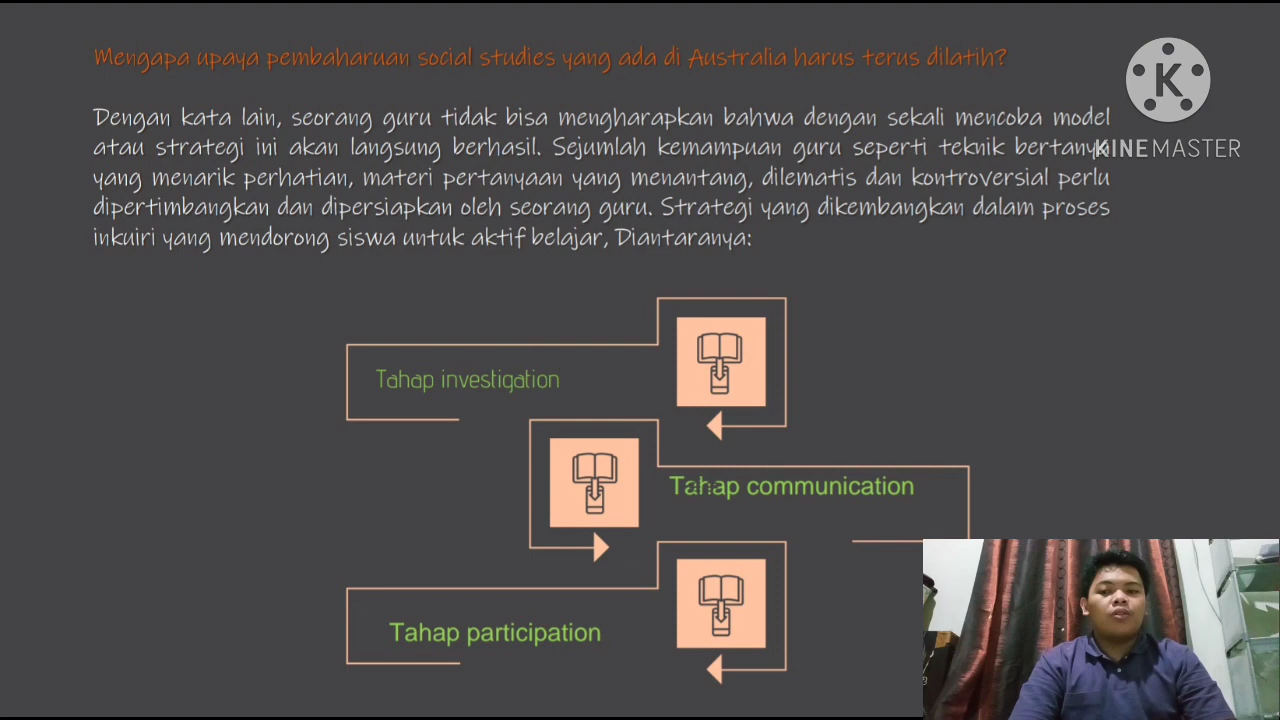 Mengapa upaya pembaharuan social studies yang ada di Australia harus terus dilatih?
Dengan kata lain, seorang guru tidak bisa mengharapkan bahwa dengan sekali mencoba model
atau strategi ini akan langsung berhasil. Sejumlah kemampuan guru seperti teknik bertanya
yang menarik perhatian, materi pertanyaan yang menantang, dilematis dan kontroversial perlu
dipertimbangkan dan dipersiapkan oleh seorang guru. Strategi yang dikembangkan dalam proses
inkuiri yang mendorong siswa untuk aktif belajar, Diantaranya:
K
KINEMASTER
Tahap investigation
Tahap communication
Tahap participation